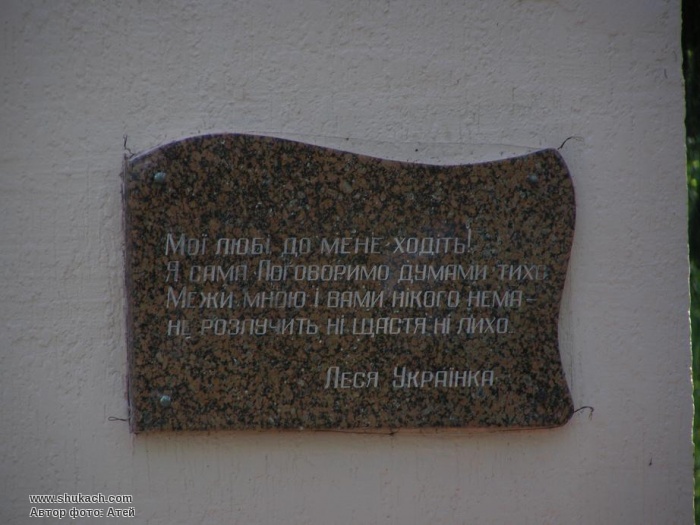 Мої любі, до мене ходіть!
Я сама. Поговоримо думами тихо
Межи мною і вами нікого нема –
не розлучить ні щастя ні лихо.
Леся Українка
www.shukach.com
Автор фото: Атей